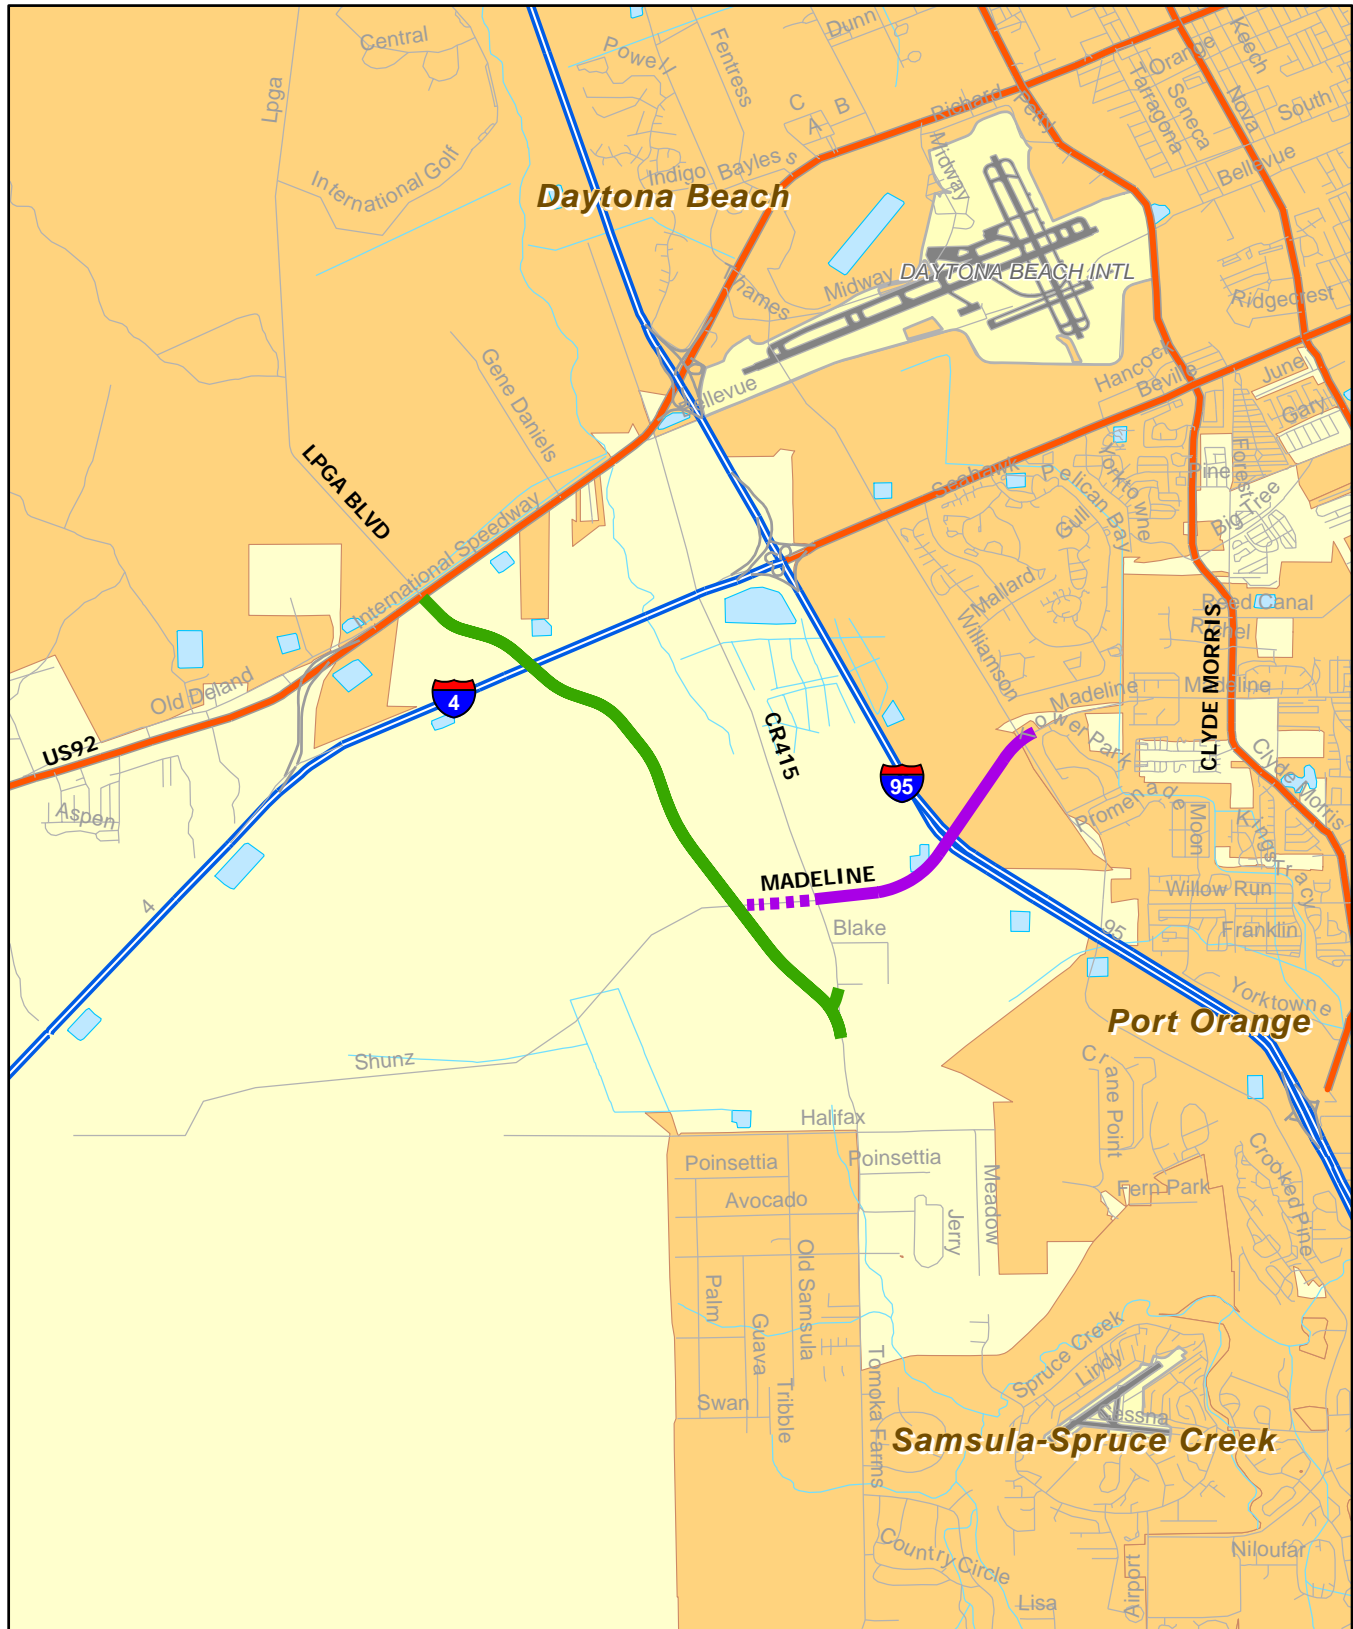 Central
Powell
Fentress
Dunn
Keech
Orange
Lpga
C
B
A
Richard
Petty
Tarragona
Seneca
Nova
South
International Golf
Indigo
Bayless
Midway
Bellevue
Daytona Beach
Thames
Midway
DAYTONA BEACH INTL
Ridgecrest
Gene Daniels
Bellevue
Hancock
Beville
June
Gary
LPGA BLVD
International Speedway
Seahawk
Pelican Bay
Yorktowne
Pine
Forest
Gull
Big Tree
Mallard
Williamson
Reed Canal
Richel
CLYDE MORRIS
Old Deland
4
Madeline
Madeline
US92
CR415
Tower Park
Clyde Morris
95
Aspen
Promenade
Moon
Kings
Tracy
MADELINE
Willow Run
4
Blake
95
Franklin
Yorktowne
Port Orange
Shunz
Crane Point
Halifax
Poinsettia
Poinsettia
Meadow
Crooked Pine
Avocado
Fern Park
Jerry
Old Samsula
Palm
Guava
Spruce Creek
Lindy
Tomoka Farms
Swan
Tribble
Cessna
Samsula-Spruce Creek
Country Circle
Niloufar
Airport
Lisa